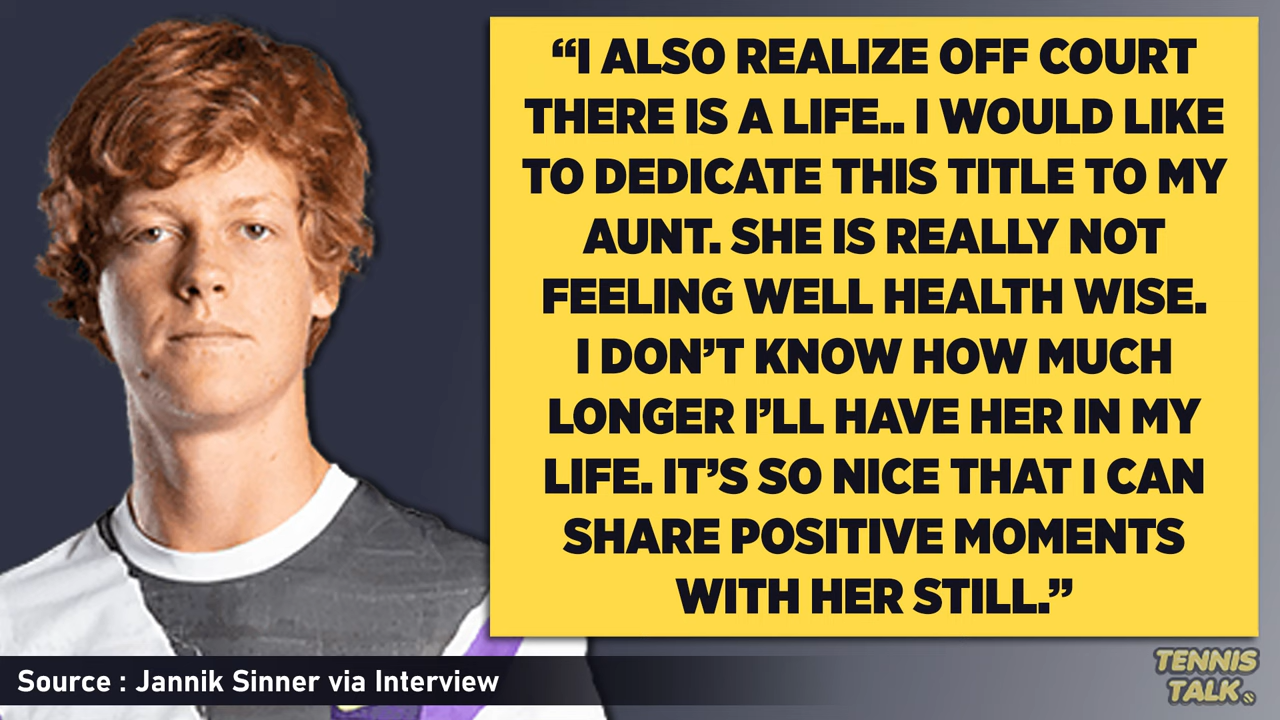 “I ALSO REALIZE OFF COURT
THERE IS A LIFE.. I WOULD LIKE
TO DEDICATE THIS TITLE TO MY
AUNT. SHE IS REALLY NOT
FEELING WELL HEALTH WISE.
I DON’T KNOW HOW MUCH
LONGER I’LL HAVE HER IN MY
LIFE. IT’S SO NICE THAT I CAN
SHARE POSITIVE MOMENTS
WITH HER STILL.”
Source : Jannik Sinner via Interview
TENNIS
TALK